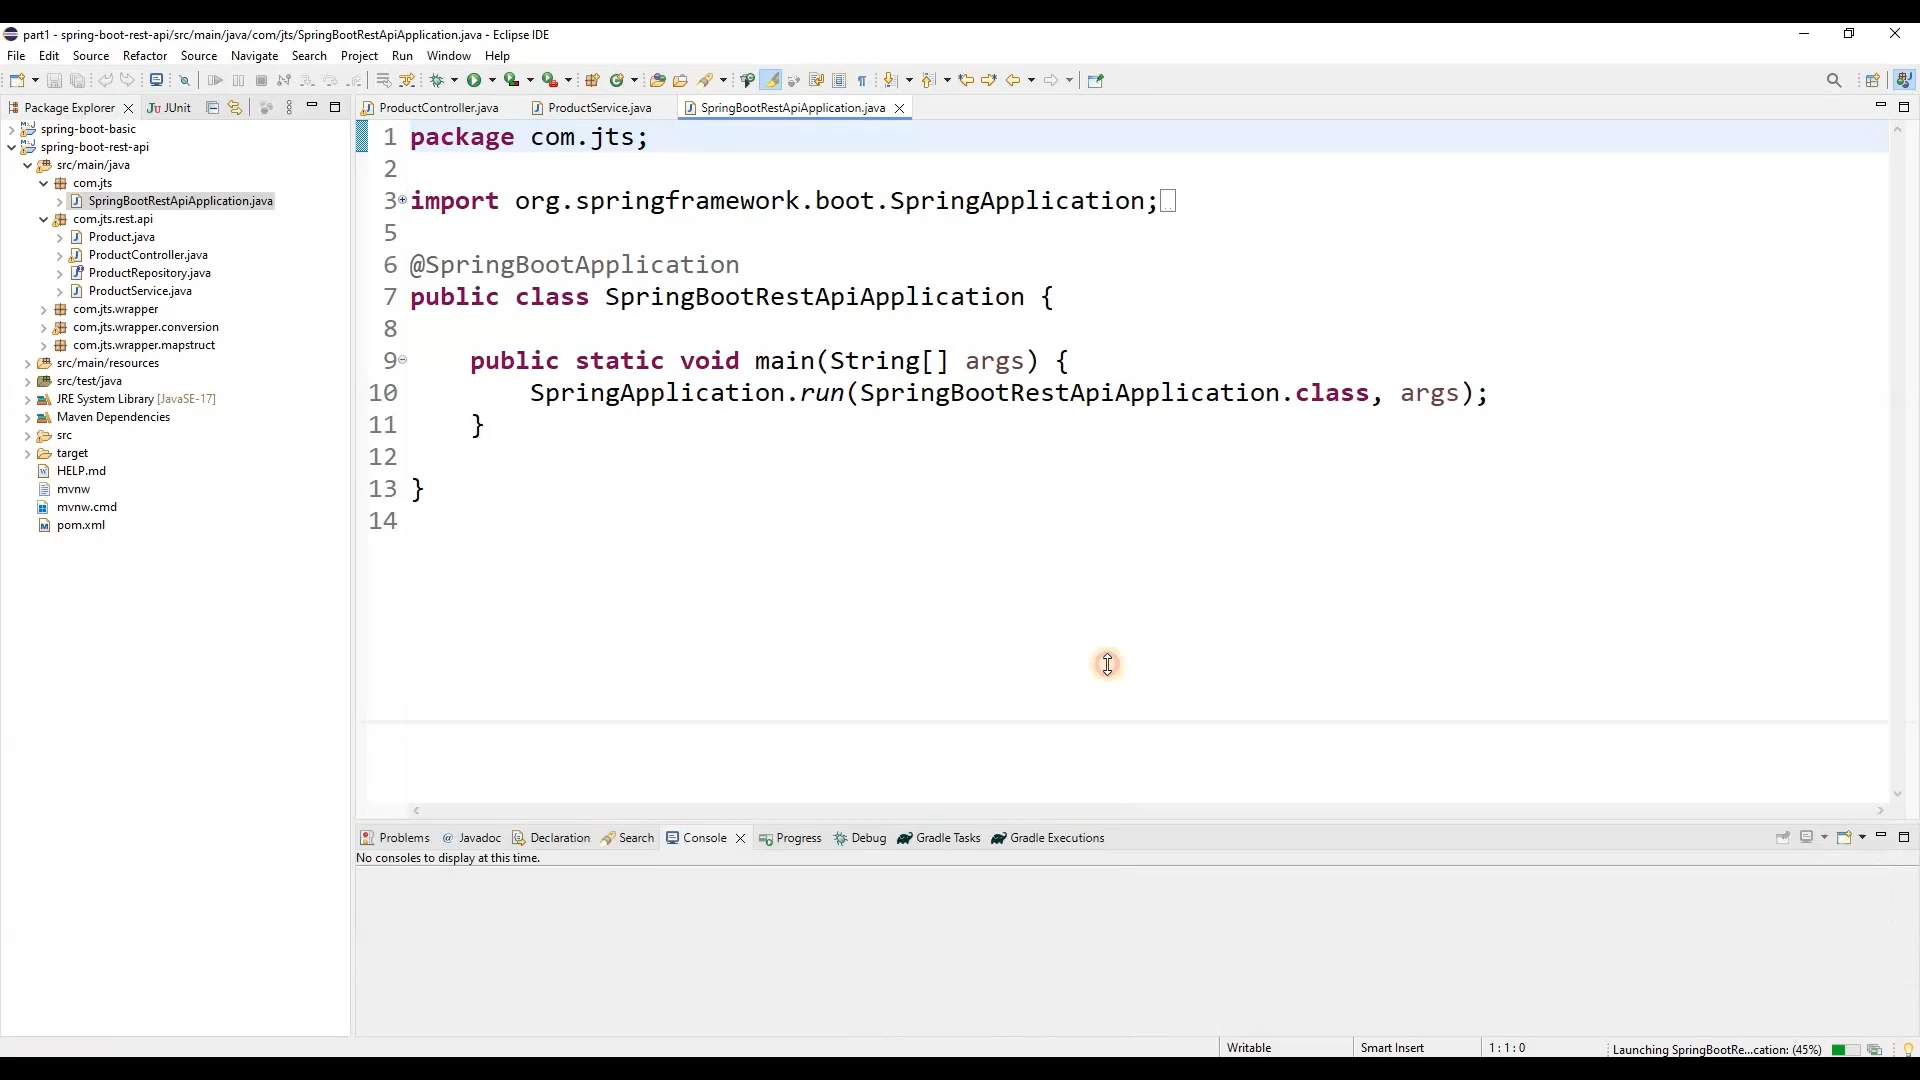 part1 - spring-boot-rest-api/src/main/java/com/jts/SpringBootRestApiApplication.java - Eclipse IDE
File Edit Source Refactor Source Navigate Search Project Run Window Help
Package Explorer JUnit
ProductController.java ProductService.java SpringBootRestApiApplication.java
spring-boot-basic
spring-boot-rest-api
src/main/java
com.jts
SpringBootRestApiApplication.java
com.jts.rest.api
Product.java
ProductController.java
ProductRepository.java
ProductService.java
com.jts.wrapper
com.jts.wrapper.conversion
com.jts.wrapper.mapstruct
src/main/resources
src/test/java
JRE System Library [JavaSE-17]
Maven Dependencies
src
target
HELP.md
mvnw
mvnw.cmd
pom.xml
1 package com.jts;
2
3 import org.springframework.boot.SpringApplication;
5
6 @SpringBootApplication
7 public class SpringBootRestApiApplication {
8
9 public static void main(String[] args) {
10 SpringApplication.run(SpringBootRestApiApplication.class, args);
11 }
12
13 }
14
Problems Javadoc Declaration Search Console Progress Debug Gradle Tasks Gradle Executions
No consoles to display at this time.
Writable Smart Insert 1 : 1 : 0 Launching SpringBootRe...cation: (45%)